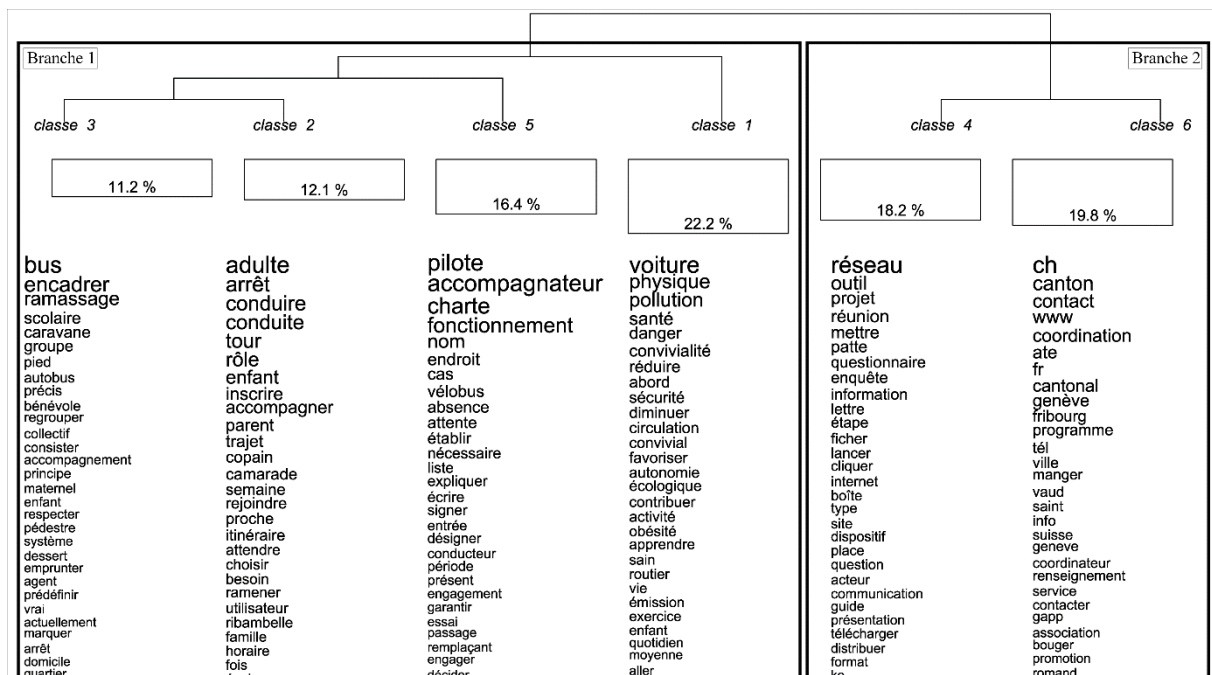 Branche 1
Branche 2
classe 3
classe 2
classe 5
classe 1
classe 4
classe 6
11.2 %
12.1 %
16.4 %
22.2 %
18.2 %
19.8 %
bus
encadrer
ramassage
scolaire
caravane
groupe
pied
autobus
précis
bénévole
regrouper
collectif
consister
accompagnement
principe
maternel
enfant
respecter
pédestre
système
dessert
emprunter
agent
prédéfinir
vrai
actuellement
marquer
arrêt
domicile
quartier
adulte
arrêt
conduire
conduite
tour
rôle
enfant
inscrire
accompagner
parent
trajet
copain
camarade
semaine
rejoindre
proche
itinéraire
attendre
choisir
besoin
ramener
utilisateur
ribambelle
famille
horaire
fois
pilote
accompagnateur
charte
fonctionnement
nom
endroit
cas
vélobus
absence
attente
établir
nécessaire
liste
expliquer
écrire
signer
entrée
désigner
conducteur
période
présent
engagement
garantir
essai
passage
remplaçant
engager
décider
voiture
physique
pollution
santé
danger
convivialité
réduire
abord
sécurité
diminuer
circulation
convivial
favoriser
autonomie
écologique
contribuer
activité
obésité
apprendre
sain
routier
vie
émission
exercice
enfant
quotidien
moyenne
aller
réseau
outil
projet
réunion
mettre
patte
questionnaire
enquête
information
lettre
étape
ficher
lancer
cliquer
internet
boîte
type
site
dispositif
place
question
acteur
communication
guide
présentation
télécharger
distribuer
format
ch
canton
contact
www
coordination
ate
fr
cantonal
genève
fribourg
programme
tél
ville
manger
vaud
saint
info
suisse
geneve
coordinateur
renseignement
service
contacter
gapp
association
bouger
promotion
romand